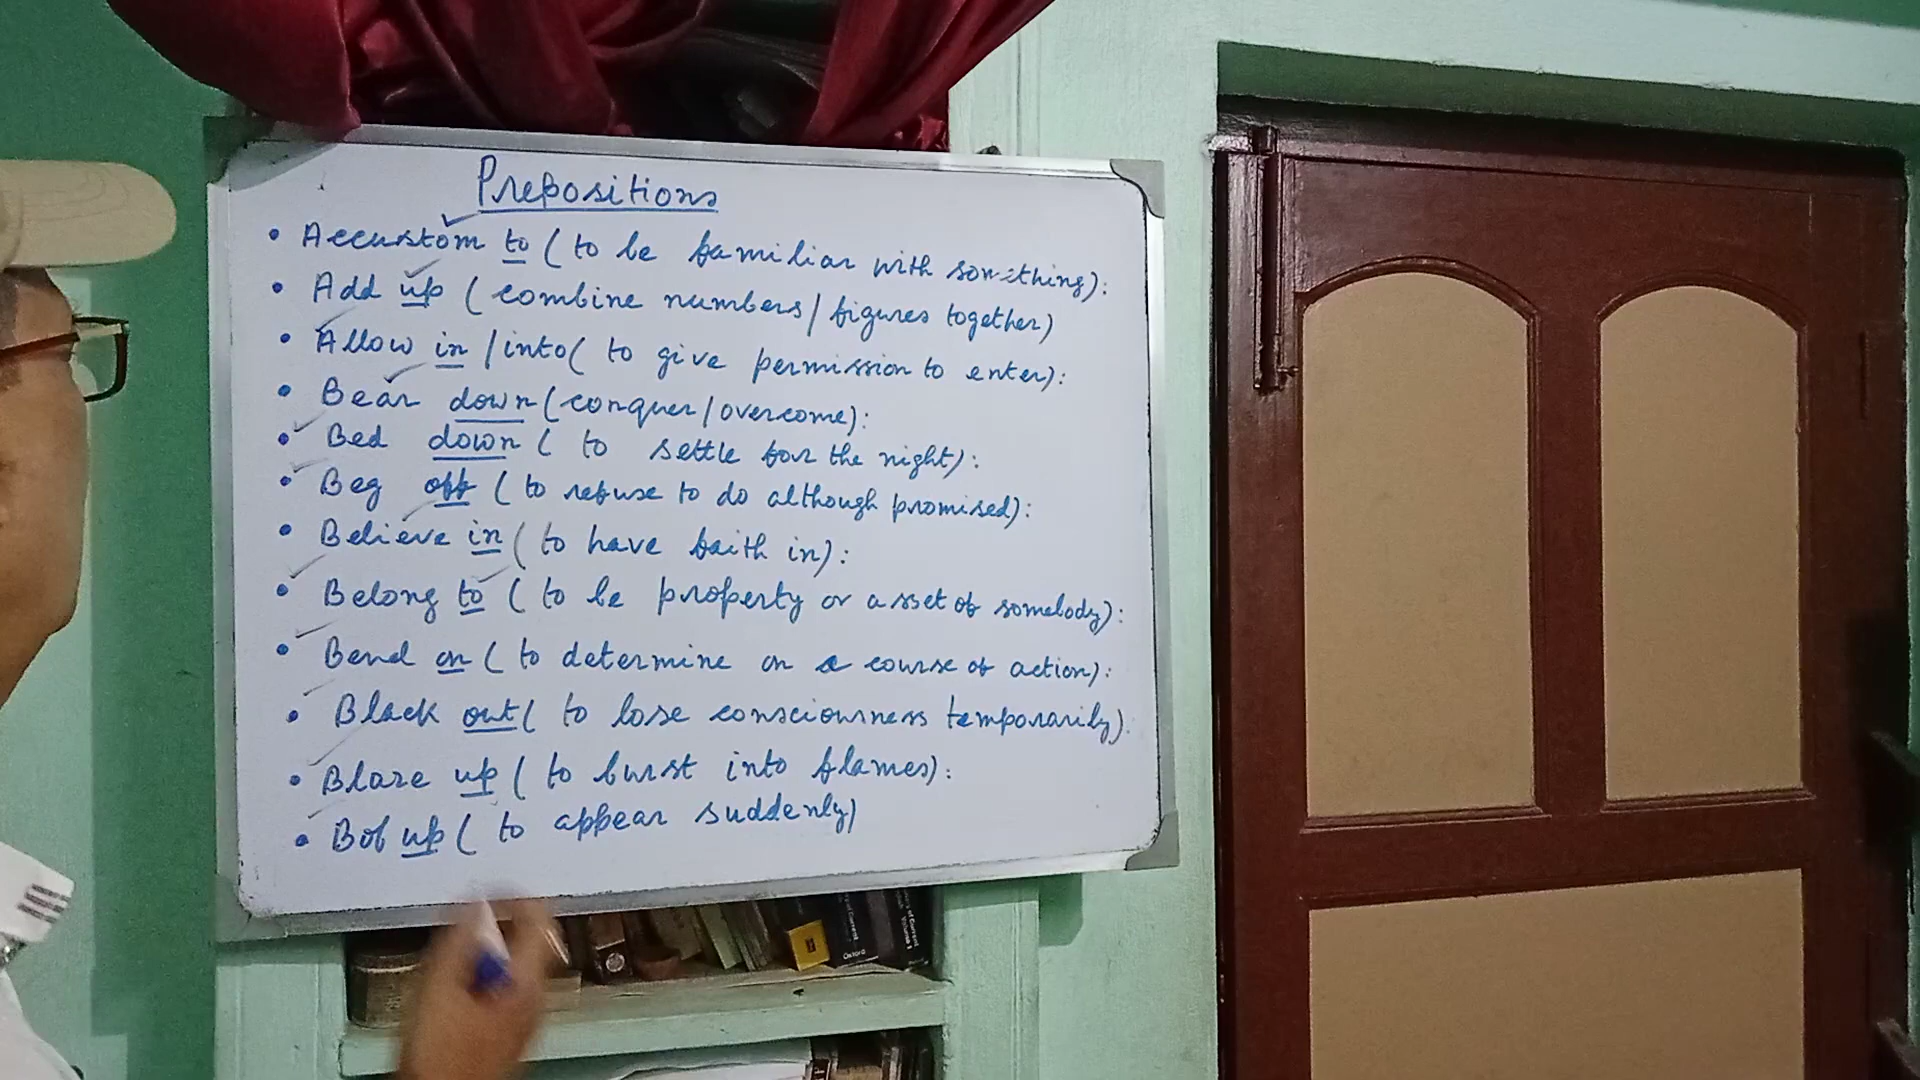 Prepositions
• Accustom to ( to be familiar with something):
• Add up ( combine numbers/figures together)
• Allow in / into( to give permission to enter):
• Bear down (conquer/overcome):
• Bed down ( to settle for the night):
• Beg off ( to refuse to do although promised):
• Believe in ( to have faith in):
• Belong to ( to be property or asset of somebody):
• Bend on ( to determine on a course of action):
• Black out ( to lose consciousness temporarily).
• Blaze up ( to burst into flames):
• Bob up ( to appear suddenly)
Oxford
Volume 1